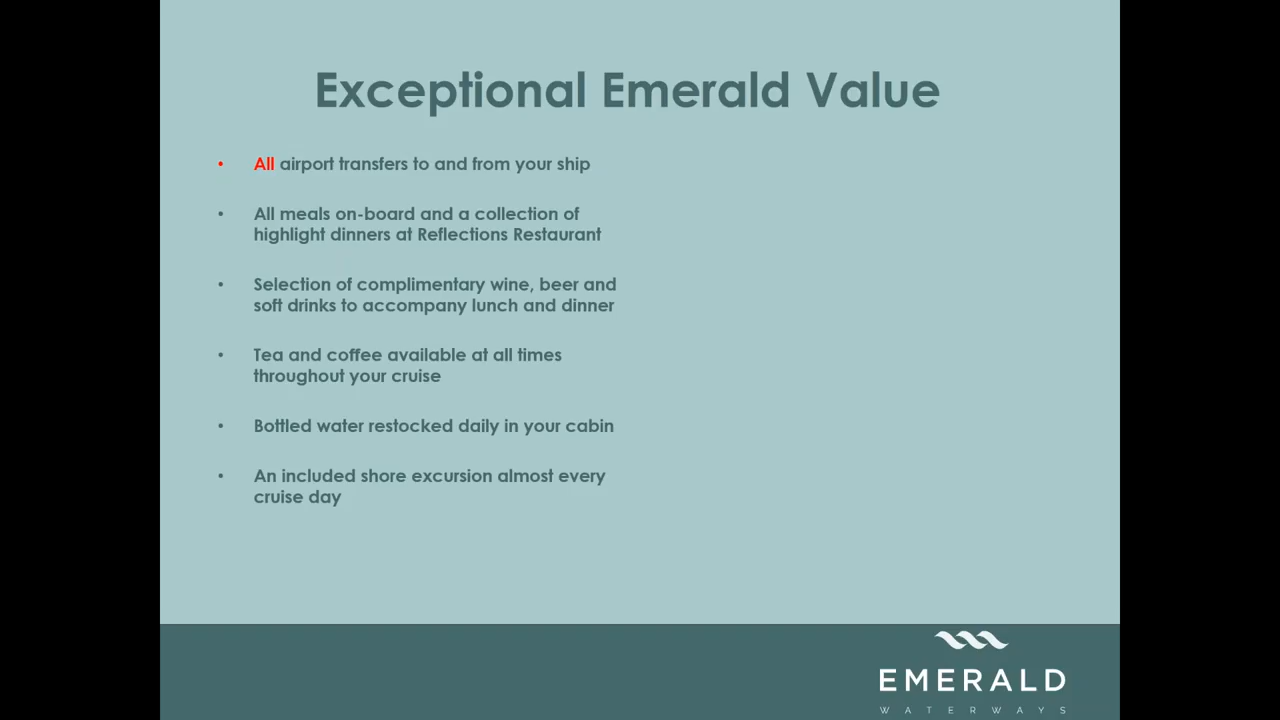 Exceptional Emerald Value
• All airport transfers to and from your ship
• All meals on-board and a collection of
highlight dinners at Reflections Restaurant
• Selection of complimentary wine, beer and
soft drinks to accompany lunch and dinner
• Tea and coffee available at all times
throughout your cruise
• Bottled water restocked daily in your cabin
• An included shore excursion almost every
cruise day
EMERALD
WATERWAYS